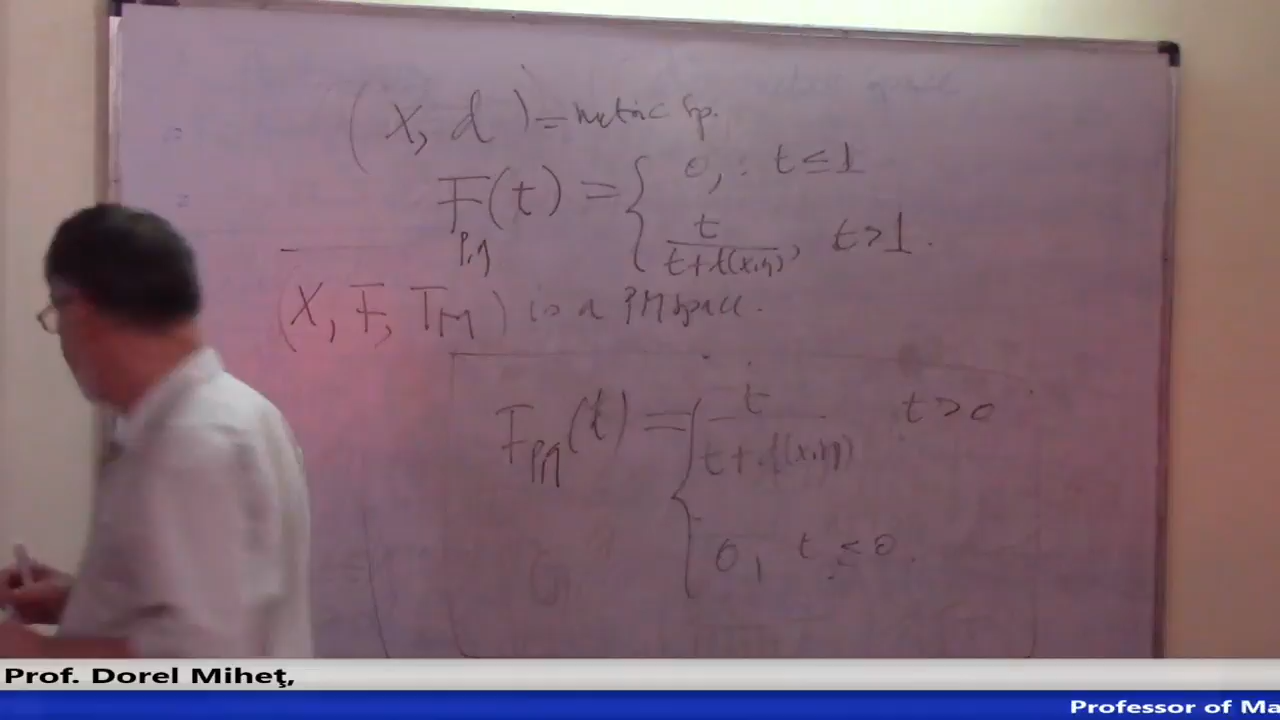 (X, d) = metric sp.
F_{p,q}(t) = { 0, : t ≤ 1
t/(t+d(x,y)), t>1.
(X, F, T_M) is a PM space.
F_{pq}(t) = { t/(t+d(x,y)) t>0
0, t ≤ 0.
Prof. Dorel Miheţ,
Professor of Ma